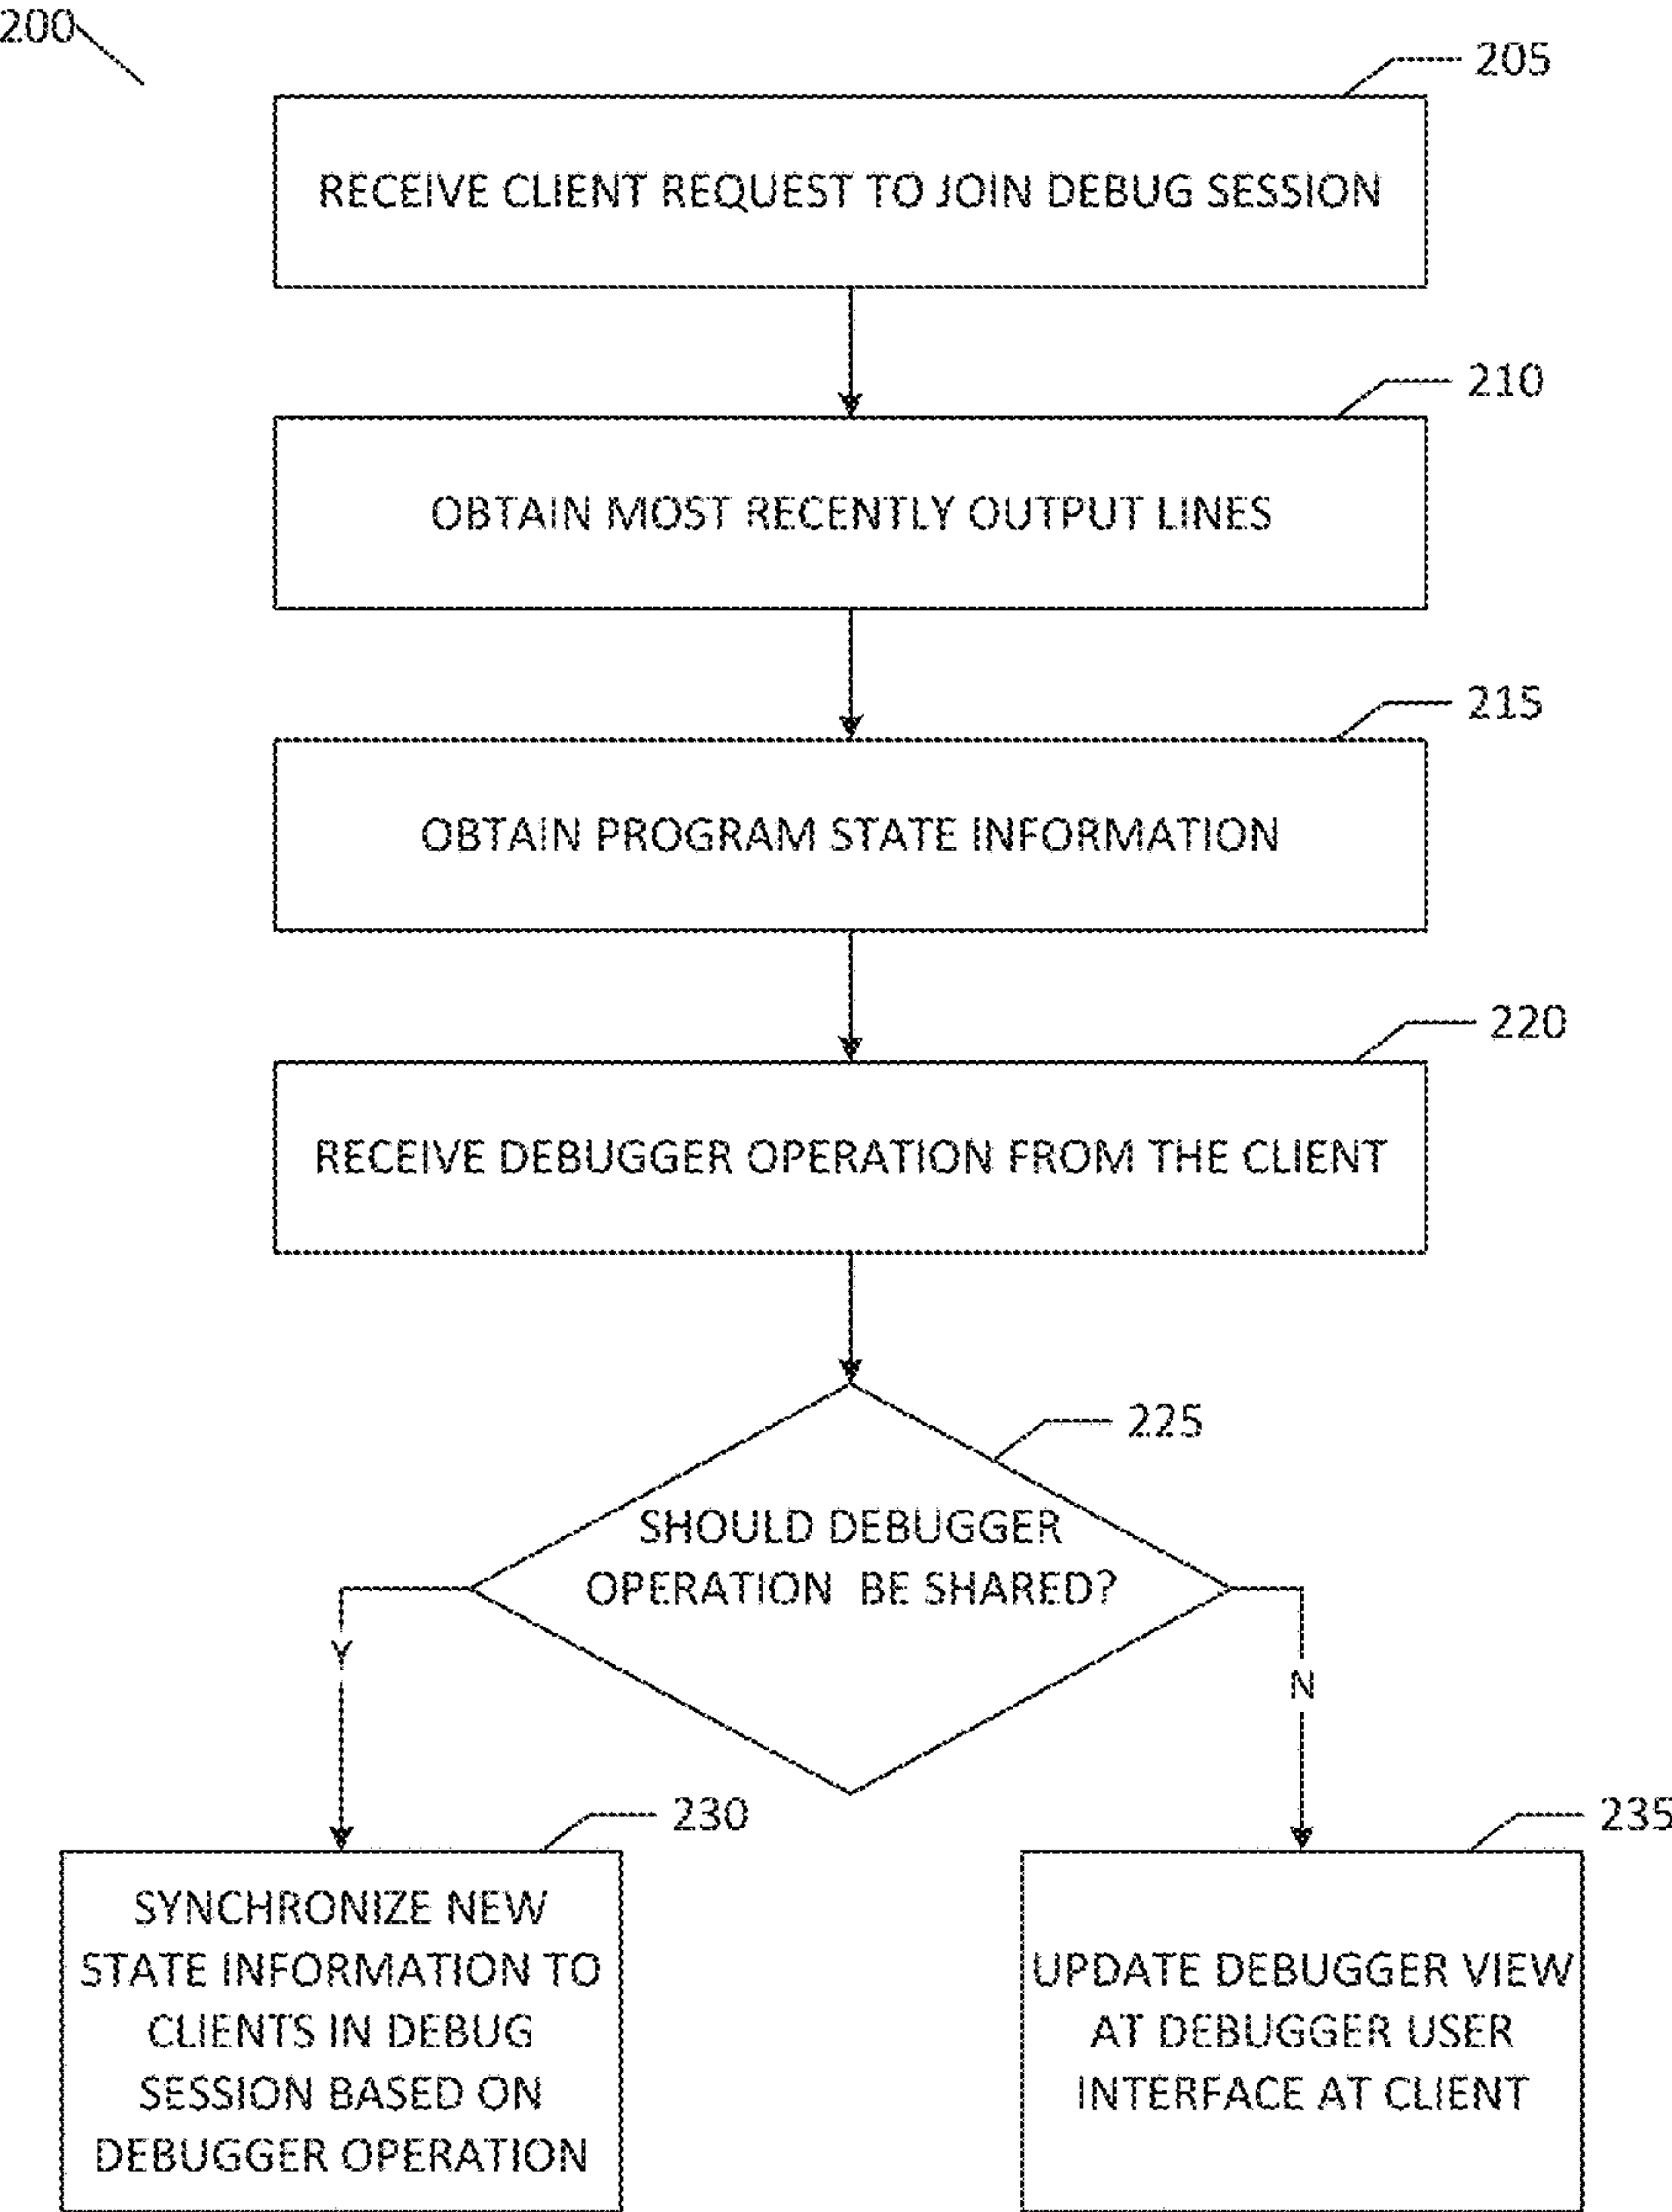 200
205
RECEIVE CLIENT REQUEST TO JOIN DEBUG SESSION
210
OBTAIN MOST RECENTLY OUTPUT LINES
215
OBTAIN PROGRAM STATE INFORMATION
220
RECEIVE DEBUGGER OPERATION FROM THE CLIENT
225
SHOULD DEBUGGER
OPERATION BE SHARED?
Y
N
230
SYNCHRONIZE NEW
STATE INFORMATION TO
CLIENTS IN DEBUG
SESSION BASED ON
DEBUGGER OPERATION
235
UPDATE DEBUGGER VIEW
AT DEBUGGER USER
INTERFACE AT CLIENT